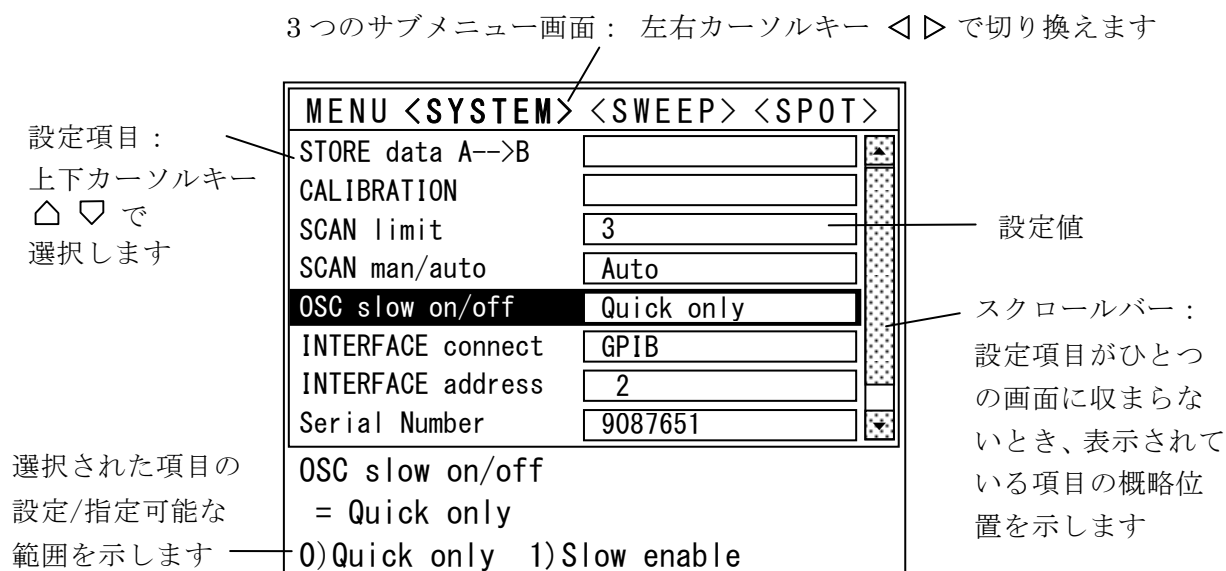 3つのサブメニュー画面： 左右カーソルキー ◁ ▷ で切り換えます
MENU <SYSTEM> <SWEEP> <SPOT>
設定項目：
上下カーソルキー
△ ▽ で
選択します
STORE data A-->B
CALIBRATION
SCAN limit 3
SCAN man/auto Auto
OSC slow on/off Quick only
INTERFACE connect GPIB
INTERFACE address 2
Serial Number 9087651
設定値
スクロールバー：
設定項目がひとつ
の画面に収まらな
いとき、表示されて
いる項目の概略位
置を示します
選択された項目の
設定/指定可能な
範囲を示します
OSC slow on/off
= Quick only
0)Quick only 1)Slow enable